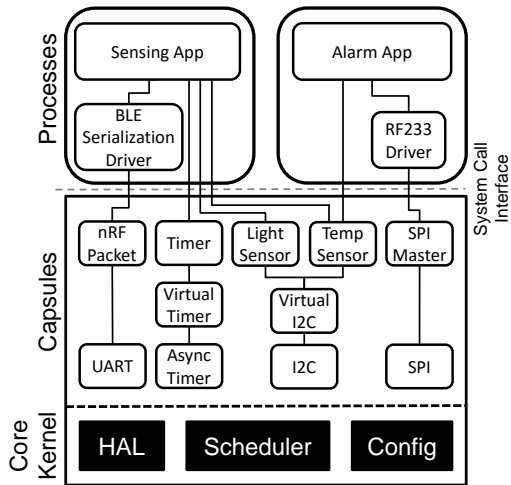 Processes
Sensing App
BLE
Serialization
Driver
Alarm App
RF233
Driver
System Call
Interface
Capsules
nRF
Packet
Timer
Light
Sensor
Temp
Sensor
SPI
Master
Virtual
Timer
Virtual
I2C
UART
Async
Timer
I2C
SPI
Core
Kernel
HAL
Scheduler
Config